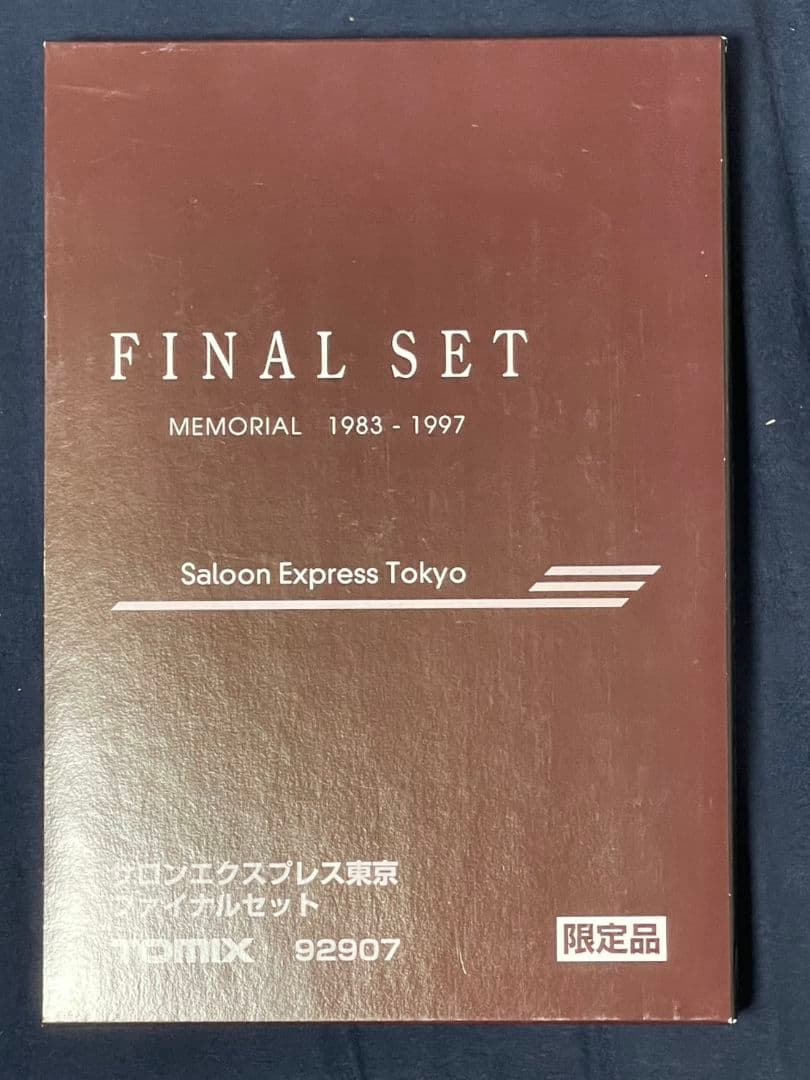 FINAL SET
MEMORIAL 1983 - 1997
Saloon Express Tokyo
サロンエクスプレス東京
ファイナルセット
TOMIX 92907
限定品